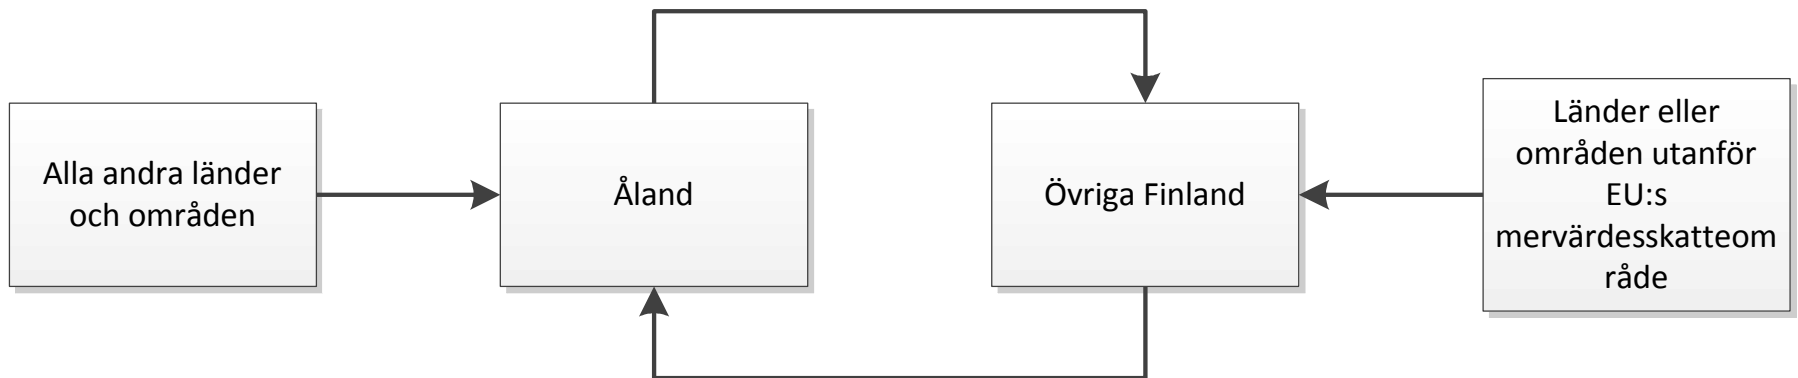 Alla andra länder
och områden
Åland
Övriga Finland
Länder eller
områden utanför
EU:s
mervärdesskatteom
råde